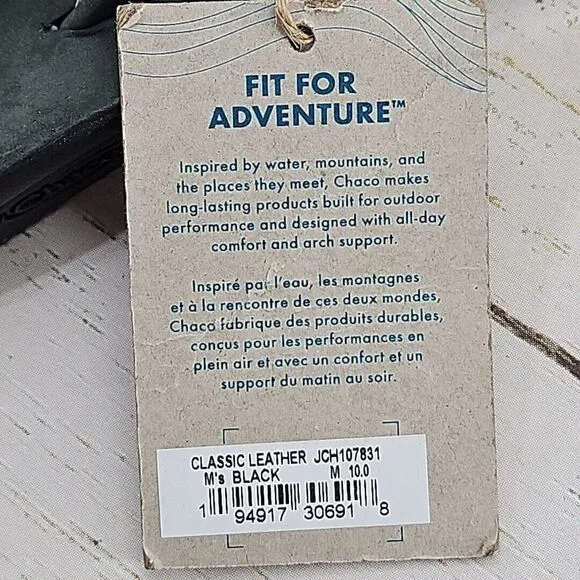 FIT FOR
ADVENTURE™
Inspired by water, mountains, and
the places they meet, Chaco makes
long-lasting products built for outdoor
performance and designed with all-day
comfort and arch support.
Inspiré par l'eau, les montagnes
et à la rencontre de ces deux mondes,
Chaco fabrique des produits durables,
conçus pour les performances en
plein air et avec un confort et un
support du matin au soir.
CLASSIC LEATHER JCH107831
M's BLACK M 10.0
1 94917 30691 8
Chaco